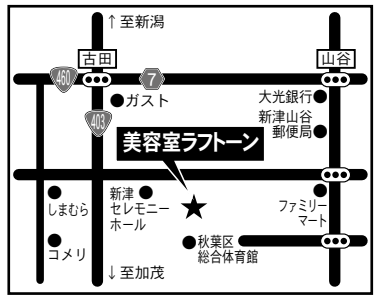 ↑至新潟
古田
山谷
460
7
ガスト
大光銀行
新津山谷
郵便局
403
美容室ラフトーン
しまむら
新津
セレモニー
ホール
ファミリー
マート
コメリ
秋葉区
総合体育館
↓至加茂